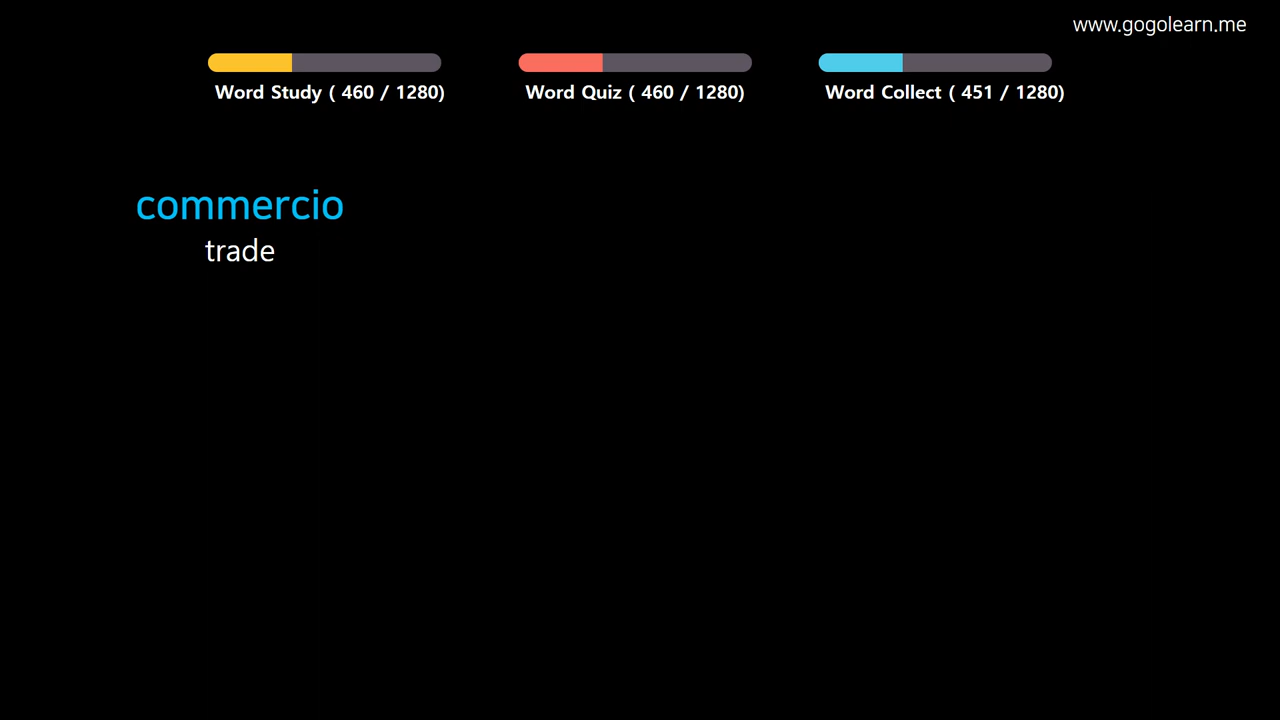 www.gogolearn.me
Word Study ( 460 / 1280)
Word Quiz ( 460 / 1280)
Word Collect ( 451 / 1280)
commercio
trade